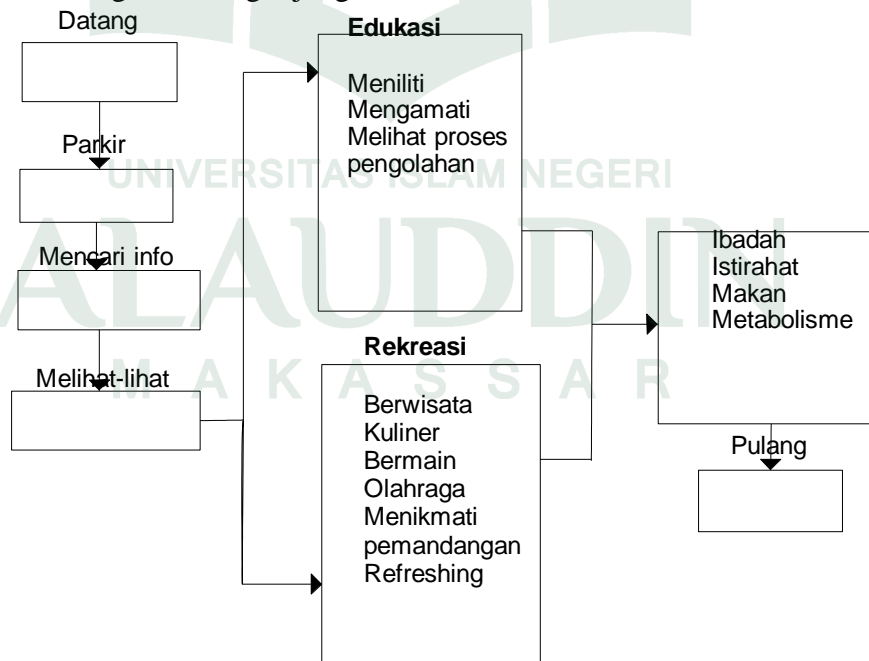 Datang
Parkir
Mencari info
Melihat-lihat
Edukasi
Meniliti
Mengamati
Melihat proses
pengolahan
Rekreasi
Berwisata
Kuliner
Bermain
Olahraga
Menikmati
pemandangan
Refreshing
Ibadah
Istirahat
Makan
Metabolisme
Pulang
UNIVERSITAS ISLAM NEGERI
ALAUDDIN
MAKASSAR